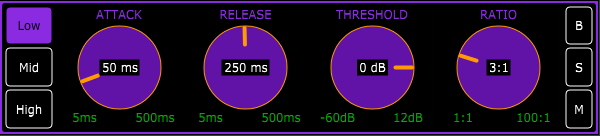 Low
Mid
High
ATTACK
50 ms
5ms 500ms
RELEASE
250 ms
5ms 500ms
THRESHOLD
0 dB
-60dB 12dB
RATIO
3:1
1:1 100:1
B
S
M